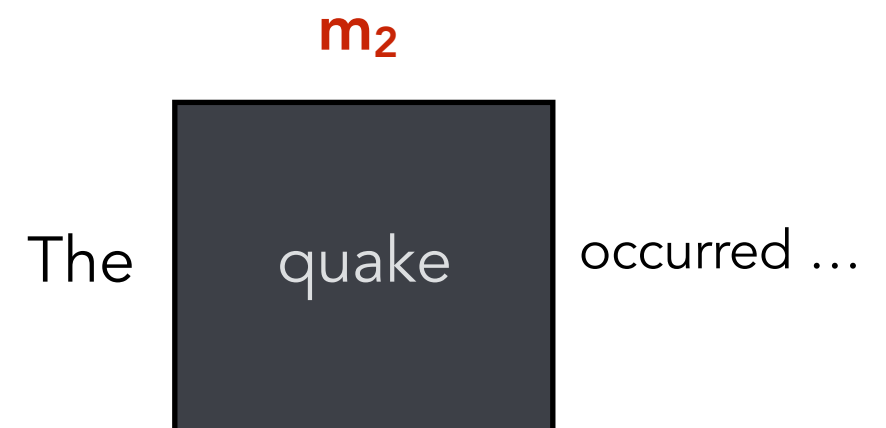 m₂
The quake occurred …